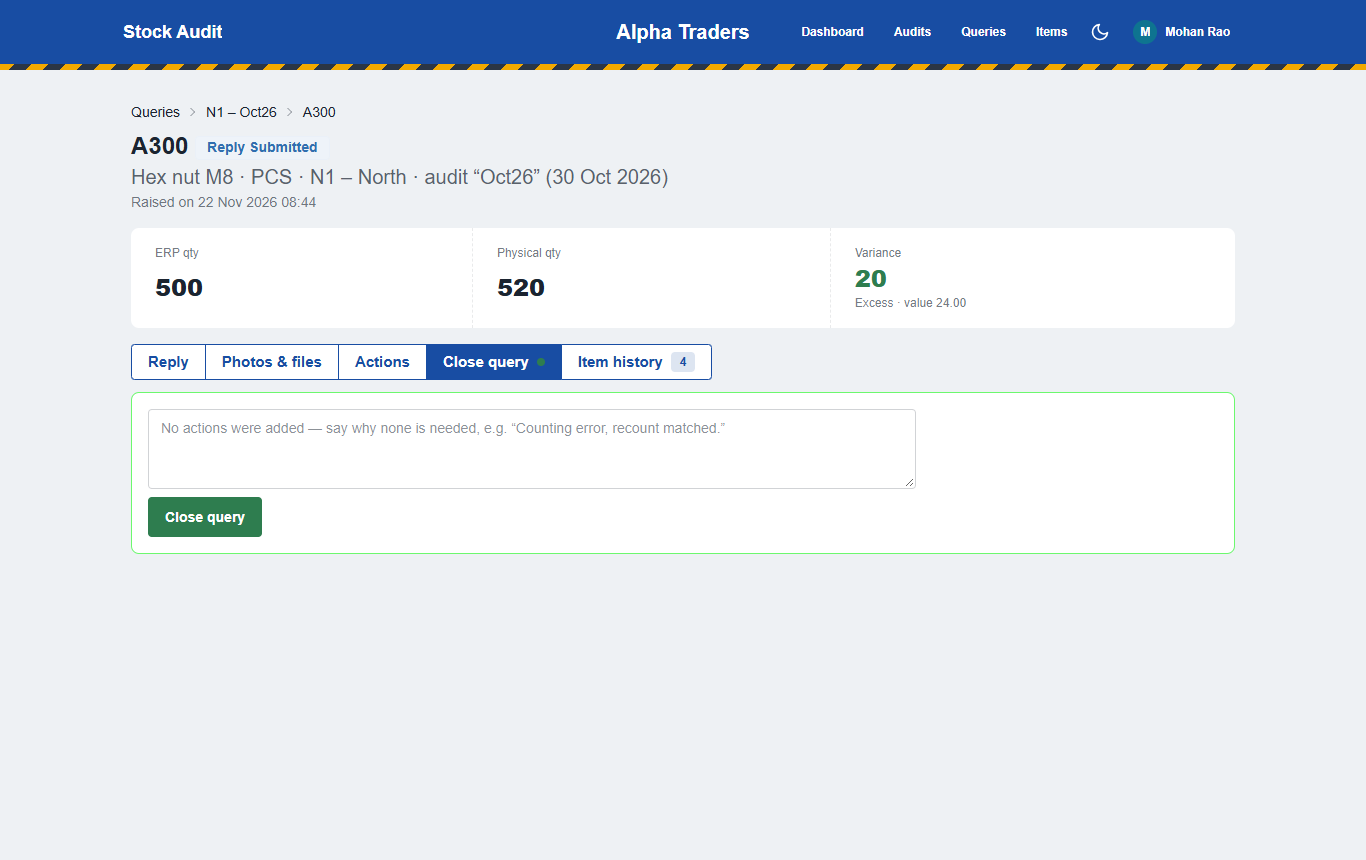 Stock Audit
Alpha Traders
Dashboard
Audits
Queries
Items
M
Mohan Rao
Queries > N1 – Oct26 > A300
A300 Reply Submitted
Hex nut M8 · PCS · N1 – North · audit “Oct26” (30 Oct 2026)
Raised on 22 Nov 2026 08:44
ERP qty
500
Physical qty
520
Variance
20
Excess · value 24.00
Reply
Photos & files
Actions
Close query
Item history 4
No actions were added — say why none is needed, e.g. “Counting error, recount matched.”
Close query